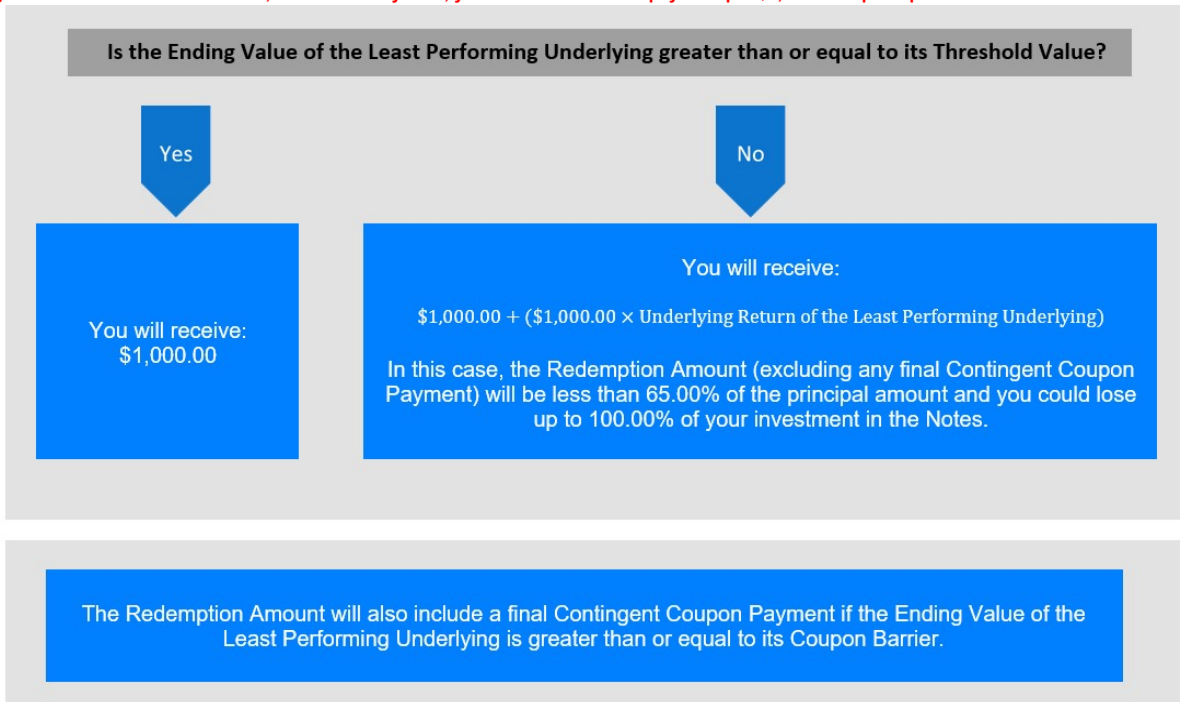 Is the Ending Value of the Least Performing Underlying greater than or equal to its Threshold Value?
Yes
No
You will receive:
$1,000.00
You will receive:
$1,000.00 + ($1,000.00 × Underlying Return of the Least Performing Underlying)
In this case, the Redemption Amount (excluding any final Contingent Coupon
Payment) will be less than 65.00% of the principal amount and you could lose
up to 100.00% of your investment in the Notes.
The Redemption Amount will also include a final Contingent Coupon Payment if the Ending Value of the
Least Performing Underlying is greater than or equal to its Coupon Barrier.